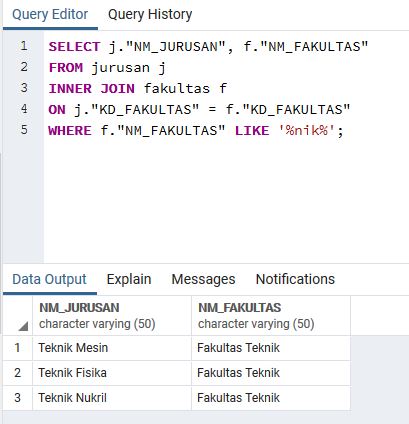 Query Editor Query History
1 SELECT j."NM_JURUSAN", f."NM_FAKULTAS"
2 FROM jurusan j
3 INNER JOIN fakultas f
4 ON j."KD_FAKULTAS" = f."KD_FAKULTAS"
5 WHERE f."NM_FAKULTAS" LIKE '%nik%';
Data Output Explain Messages Notifications
NM_JURUSAN NM_FAKULTAS
character varying (50) character varying (50)
1 Teknik Mesin Fakultas Teknik
2 Teknik Fisika Fakultas Teknik
3 Teknik Nukril Fakultas Teknik